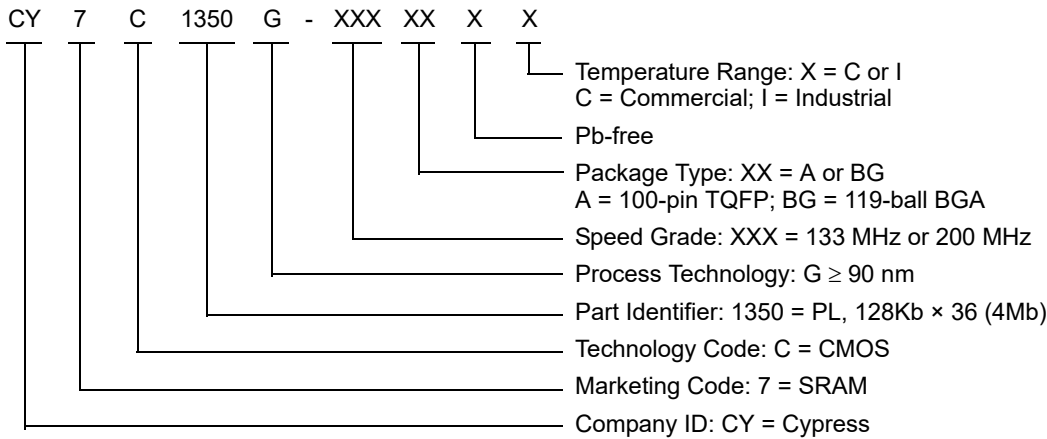 CY 7 C 1350 G - XXX XX X X
Temperature Range: X = C or I
C = Commercial; I = Industrial
Pb-free
Package Type: XX = A or BG
A = 100-pin TQFP; BG = 119-ball BGA
Speed Grade: XXX = 133 MHz or 200 MHz
Process Technology: G ≥ 90 nm
Part Identifier: 1350 = PL, 128Kb × 36 (4Mb)
Technology Code: C = CMOS
Marketing Code: 7 = SRAM
Company ID: CY = Cypress